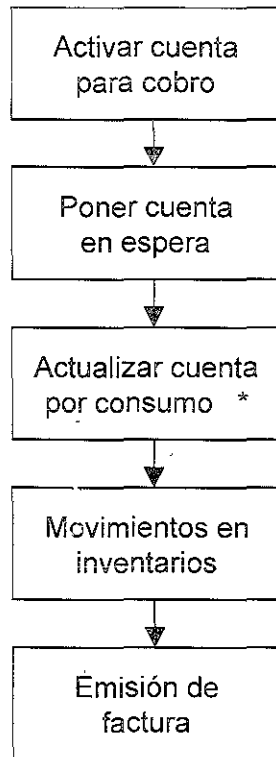 Activar cuenta
para cobro
Poner cuenta
en espera
Actualizar cuenta
por consumo *
Movimientos en
inventarios
Emisión de
factura